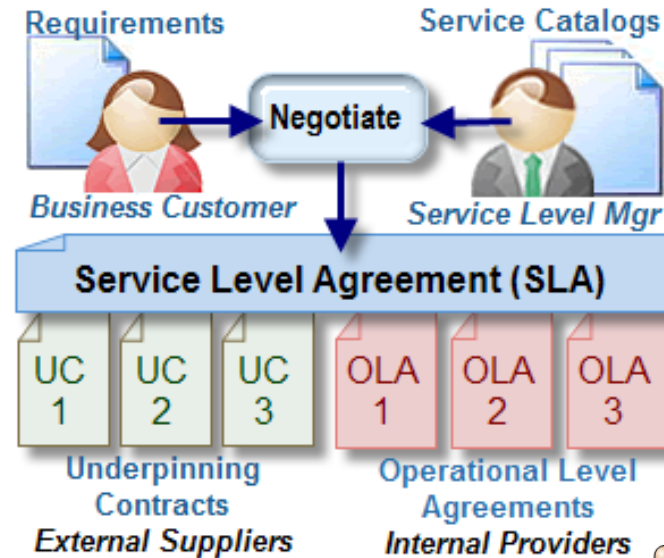 Requirements
Service Catalogs
Negotiate
Business Customer
Service Level Mgr
Service Level Agreement (SLA)
UC 1
UC 2
UC 3
OLA 1
OLA 2
OLA 3
Underpinning
Contracts
External Suppliers
Operational Level
Agreements
Internal Providers